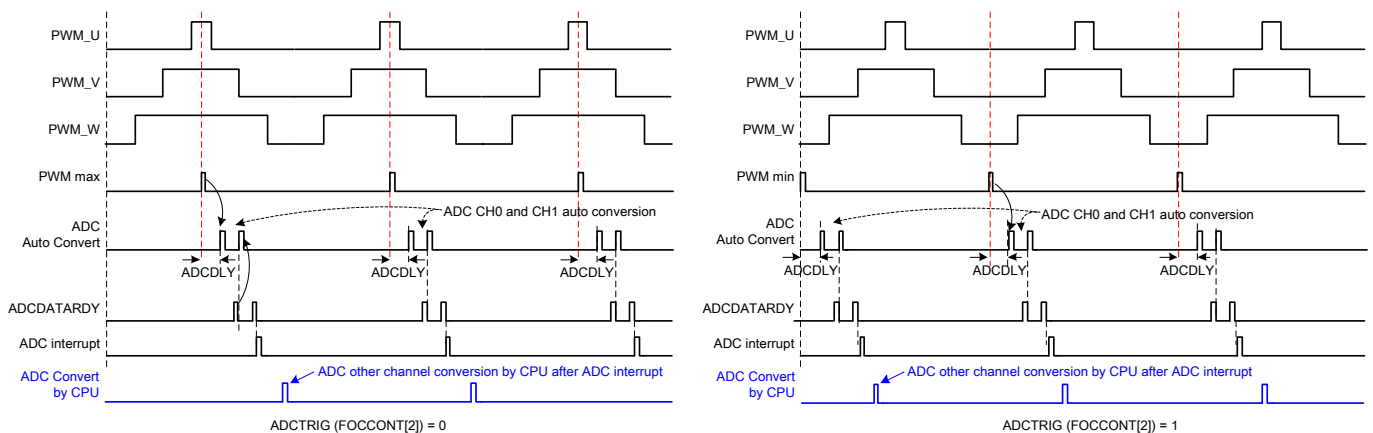 PWM_U
PWM_V
PWM_W
PWM max
ADC CH0 and CH1 auto conversion
ADC
Auto Convert
ADCDLY
ADCDLY
ADCDLY
ADCDATARDY
ADC interrupt
ADC Convert
by CPU
ADC other channel conversion by CPU after ADC interrupt
ADCTRIG (FOCCONT[2]) = 0
PWM_U
PWM_V
PWM_W
PWM min
ADC CH0 and CH1 auto conversion
ADC
Auto Convert
ADCDLY
ADCDLY
ADCDLY
ADCDATARDY
ADC interrupt
ADC Convert
by CPU
ADC other channel conversion by CPU after ADC interrupt
ADCTRIG (FOCCONT[2]) = 1